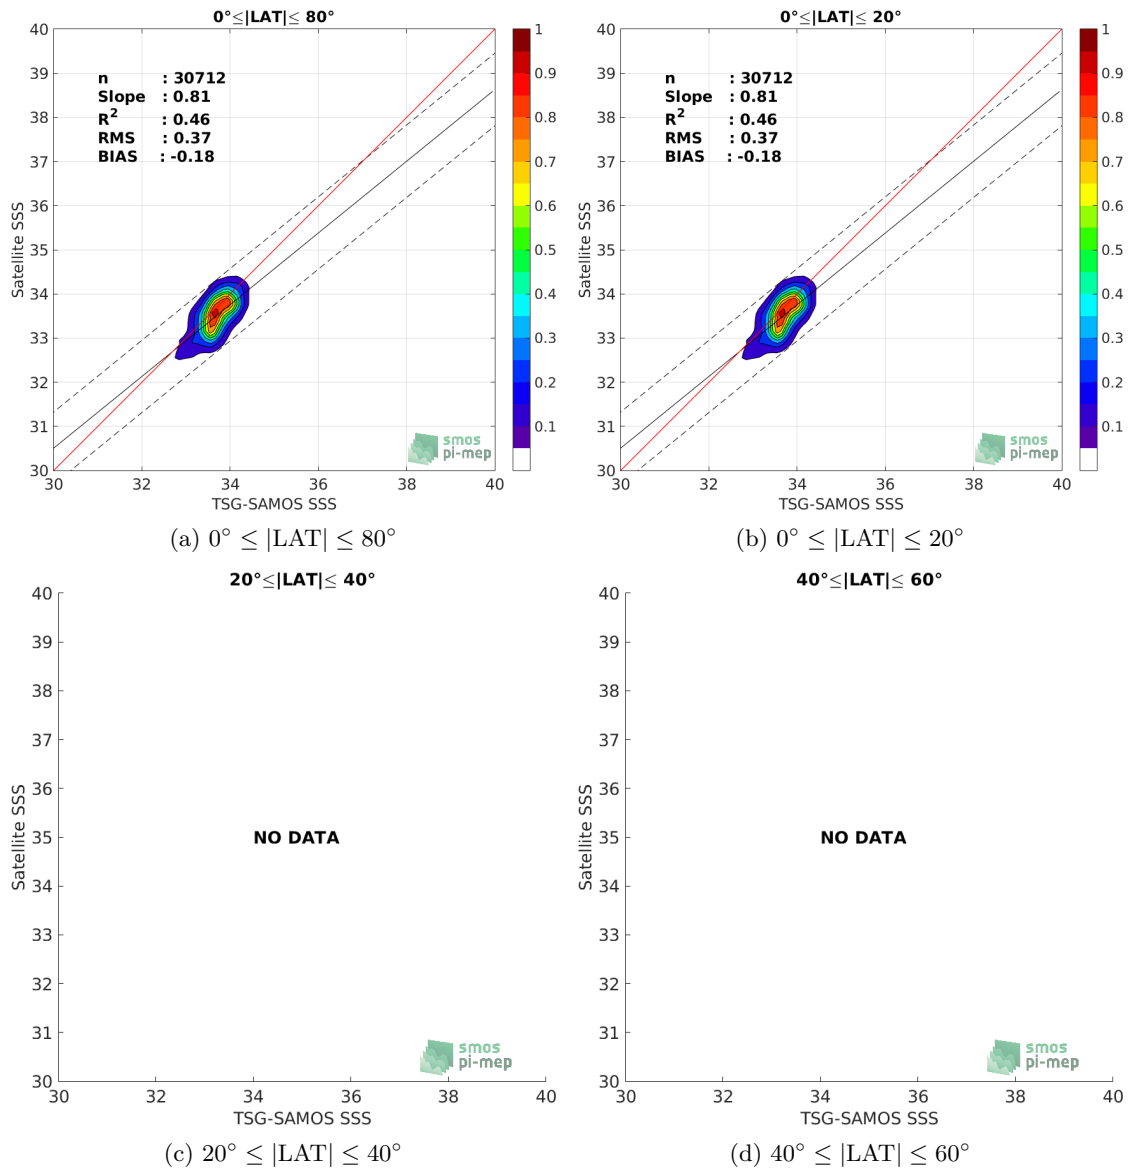 0°≤|LAT|≤ 80°
40
39
38
37
36
35
34
33
32
31
30
n : 30712
Slope : 0.81
R² : 0.46
RMS : 0.37
BIAS : -0.18
1
0.9
0.8
0.7
0.6
0.5
0.4
0.3
0.2
0.1
smos
pi-mep
30 32 34 36 38 40
TSG-SAMOS SSS
Satellite SSS
(a) 0° ≤ |LAT| ≤ 80°
0°≤|LAT|≤ 20°
40
39
38
37
36
35
34
33
32
31
30
n : 30712
Slope : 0.81
R² : 0.46
RMS : 0.37
BIAS : -0.18
1
0.9
0.8
0.7
0.6
0.5
0.4
0.3
0.2
0.1
smos
pi-mep
30 32 34 36 38 40
TSG-SAMOS SSS
Satellite SSS
(b) 0° ≤ |LAT| ≤ 20°
20°≤|LAT|≤ 40°
40
39
38
37
36
35
34
33
32
31
30
NO DATA
smos
pi-mep
30 32 34 36 38 40
TSG-SAMOS SSS
Satellite SSS
(c) 20° ≤ |LAT| ≤ 40°
40°≤|LAT|≤ 60°
40
39
38
37
36
35
34
33
32
31
30
NO DATA
smos
pi-mep
30 32 34 36 38 40
TSG-SAMOS SSS
Satellite SSS
(d) 40° ≤ |LAT| ≤ 60°